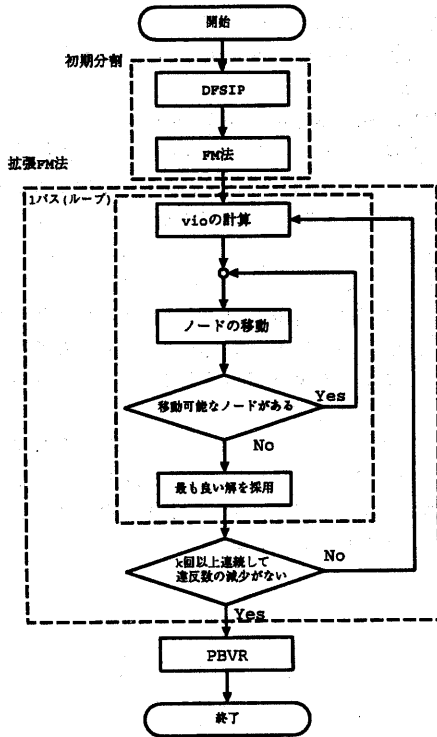 開始
初期分割
DFSIP
FM法
拡張FM法
1パス(ループ)
vioの計算
ノードの移動
移動可能なノードがある
Yes
No
最も良い解を採用
k回以上連続して
違反数の減少がない
No
Yes
PBVR
終了